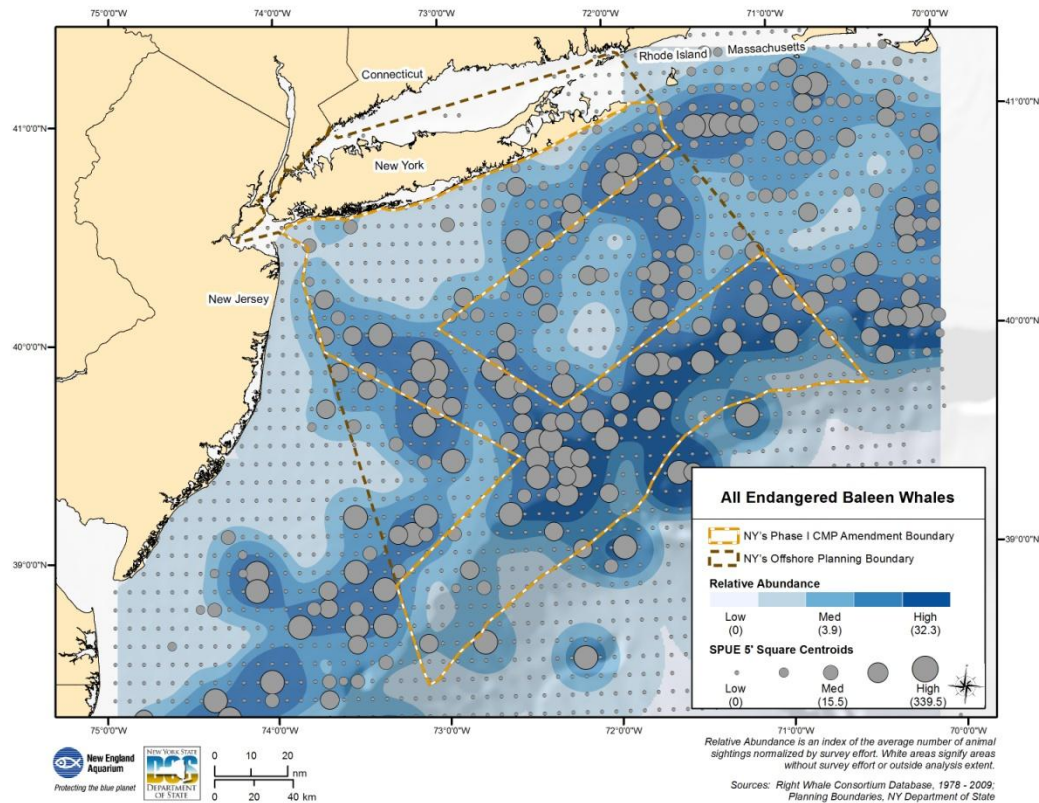 75°0'0"W 74°0'0"W 73°0'0"W 72°0'0"W 71°0'0"W 70°0'0"W
Rhode Island Massachusetts
Connecticut
41°0'0"N 41°0'0"N
New York
New Jersey
40°0'0"N 40°0'0"N
39°0'0"N 39°0'0"N
All Endangered Baleen Whales
NY's Phase I CMP Amendment Boundary
NY's Offshore Planning Boundary
Relative Abundance
Low Med High
(0) (3.9) (32.3)
SPUE 5' Square Centroids
Low Med High
(0) (15.5) (339.5)
75°0'0"W 74°0'0"W 73°0'0"W 72°0'0"W 71°0'0"W 70°0'0"W
New England
Aquarium
Protecting the blue planet
NEW YORK STATE
DOS
DEPARTMENT
OF STATE
0 10 20
nm
0 20 40 km
Relative Abundance is an index of the average number of animal
sightings normalized by survey effort. White areas signify areas
without survey effort or outside analysis extent.
Sources: Right Whale Consortium Database, 1978 - 2009;
Planning Boundaries, NY Department of State